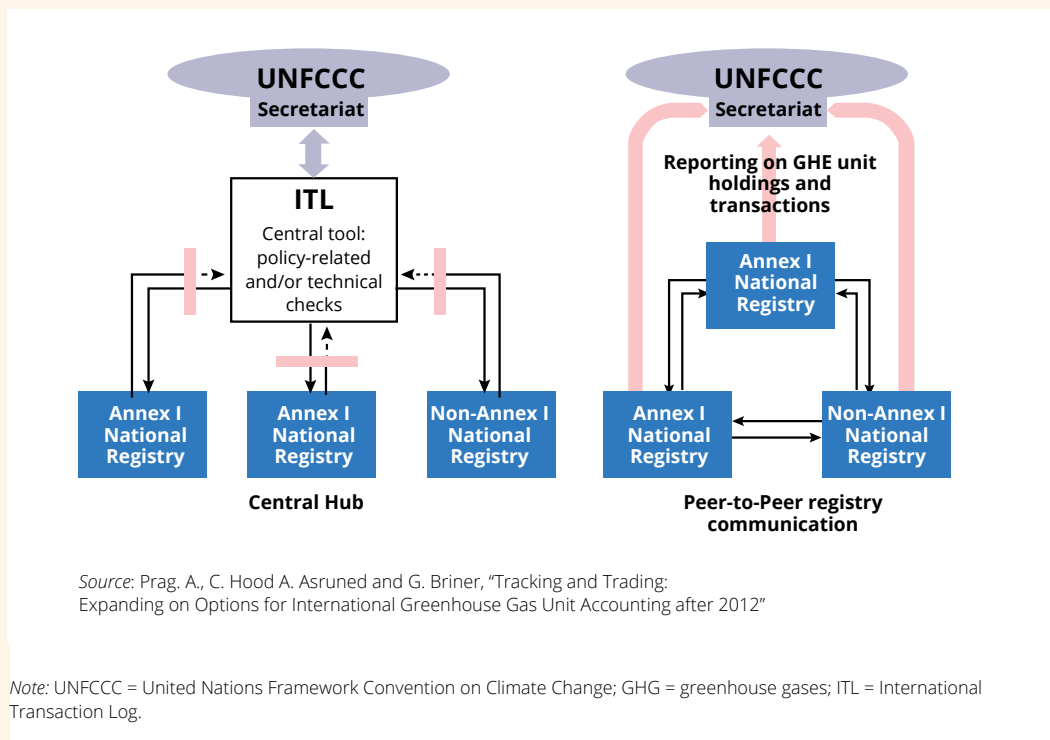 UNFCCC
Secretariat
ITL
Central tool:
policy-related
and/or technical
checks
Annex I
National
Registry
Annex I
National
Registry
Non-Annex I
National
Registry
Central Hub
UNFCCC
Secretariat
Reporting on GHE unit
holdings and
transactions
Annex I
National
Registry
Annex I
National
Registry
Non-Annex I
National
Registry
Peer-to-Peer registry
communication
Source: Prag. A., C. Hood A. Asruned and G. Briner, “Tracking and Trading:
Expanding on Options for International Greenhouse Gas Unit Accounting after 2012”
Note: UNFCCC = United Nations Framework Convention on Climate Change; GHG = greenhouse gases; ITL = International
Transaction Log.